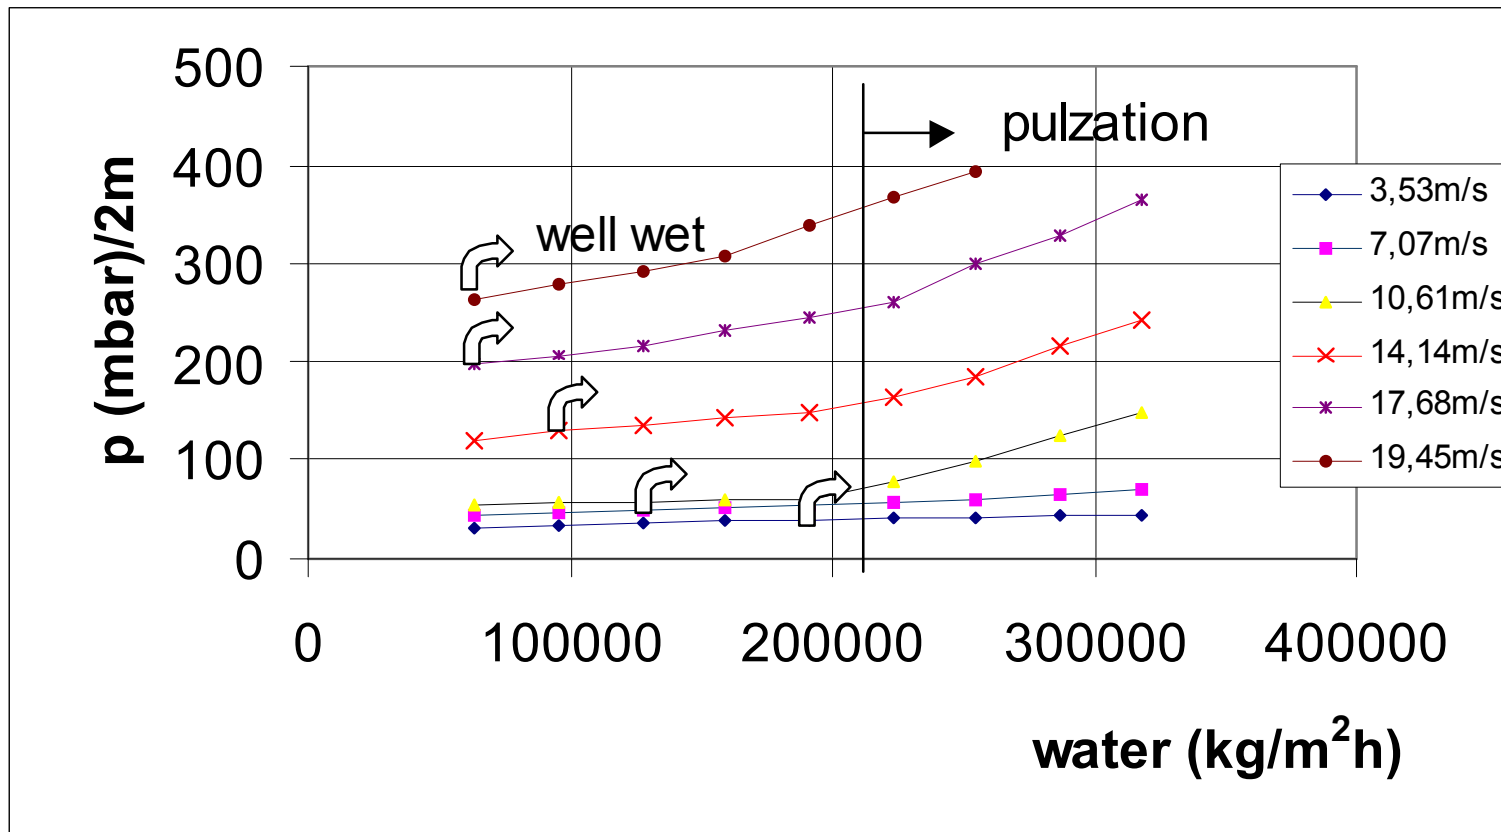 500
400
300
200
100
0
p (mbar)/2m
pulzation
well wet
3,53m/s
7,07m/s
10,61m/s
14,14m/s
17,68m/s
19,45m/s
0 100000 200000 300000 400000
water (kg/m²h)